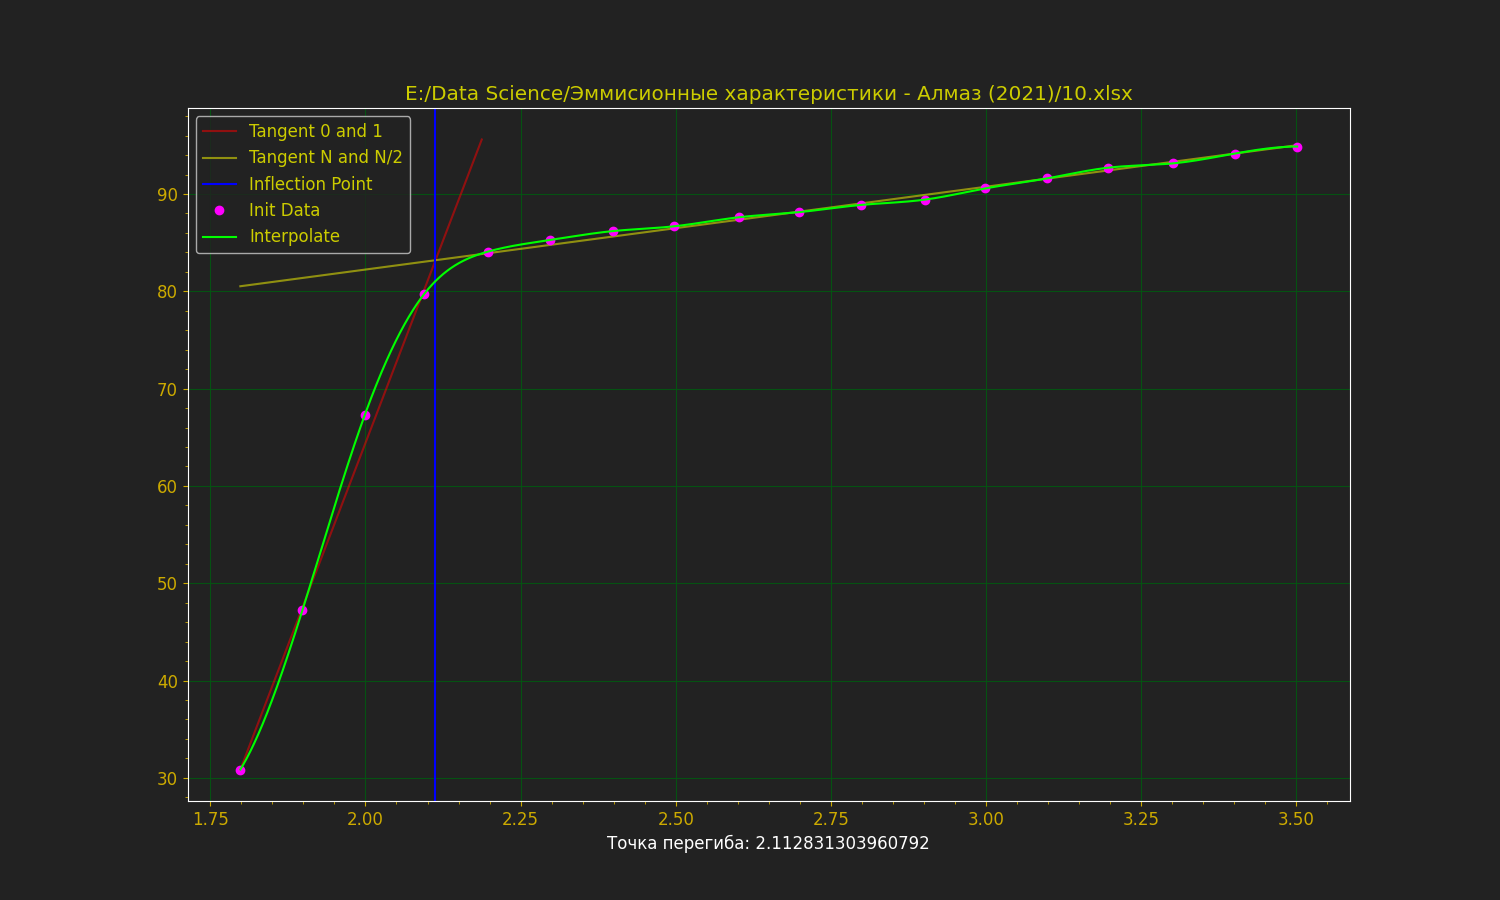 E:/Data Science/Эммисионные характеристики - Алмаз (2021)/10.xlsx
Tangent 0 and 1
Tangent N and N/2
Inflection Point
Init Data
Interpolate
90
80
70
60
50
40
30
1.75 2.00 2.25 2.50 2.75 3.00 3.25 3.50
Точка перегиба: 2.112831303960792